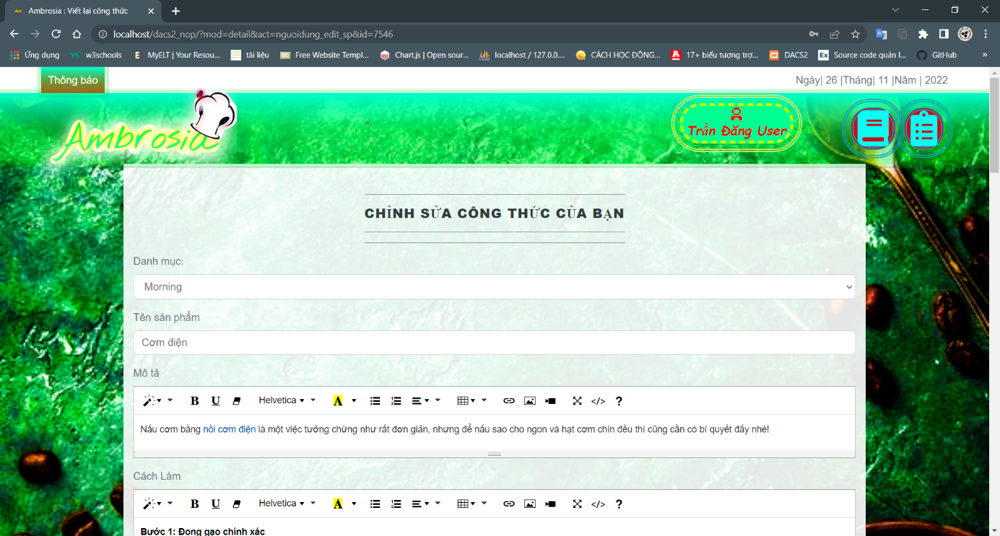 Ambrosia : Viết lại công thức
localhost/dacs2_nop/?mod=detail&act=nguoidung_edit_sp&id=7546
Ứng dụng w3schools MyELT | Your Resou... tài liệu Free Website Templ... Chart.js | Open sour... localhost / 127.0.0.... CÁCH HỌC ĐỘNG... 17+ biểu tượng trợ... DACS2 Source code quản l... GitHub »
Thông báo Ngày| 26 |Tháng| 11 |Năm | 2022
Ambrosia Trần Đăng User
CHỈNH SỬA CÔNG THỨC CỦA BẠN
Danh mục:
Morning
Tên sản phẩm
Cơm điện
Mô tả
B U Helvetica A </> ?
Nấu cơm bằng nồi cơm điện là một việc tưởng chừng như rất đơn giản, nhưng để nấu sao cho ngon và hạt cơm chín đều thì cũng cần có bí quyết đấy nhé!
Cách Làm
B U Helvetica A </> ?
Bước 1: Đong gạo chính xác